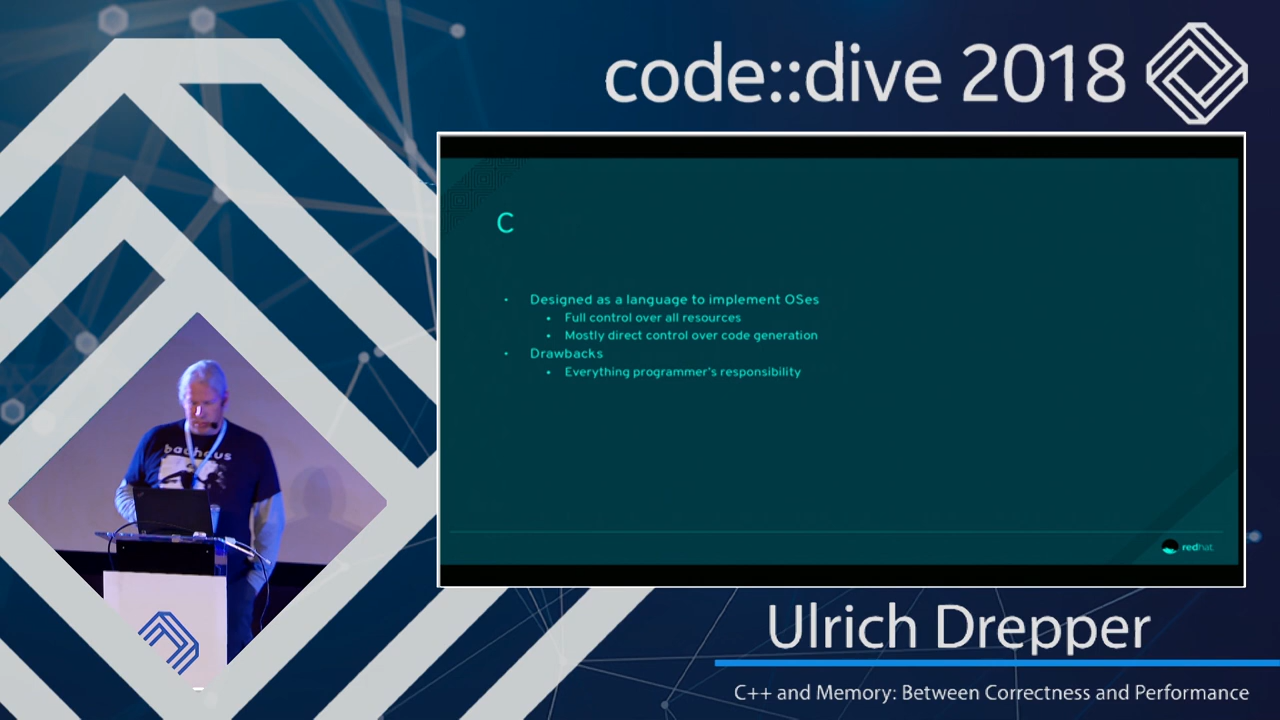 code::dive 2018
C
• Designed as a language to implement OSes
• Full control over all resources
• Mostly direct control over code generation
• Drawbacks
• Everything programmer's responsibility
redhat
bauhaus
Ulrich Drepper
C++ and Memory: Between Correctness and Performance